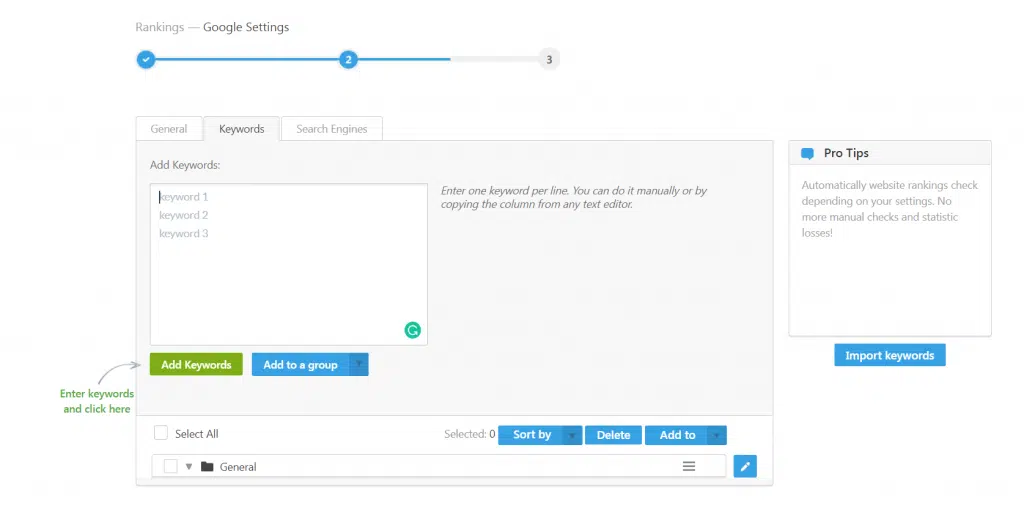 Rankings — Google Settings
2
3
General
Keywords
Search Engines
Add Keywords:
keyword 1
keyword 2
keyword 3
Enter one keyword per line. You can do it manually or by
copying the column from any text editor.
Pro Tips
Automatically website rankings check
depending on your settings. No
more manual checks and statistic
losses!
Add Keywords
Add to a group
Import keywords
Enter keywords
and click here
Select All
Selected: 0
Sort by
Delete
Add to
General